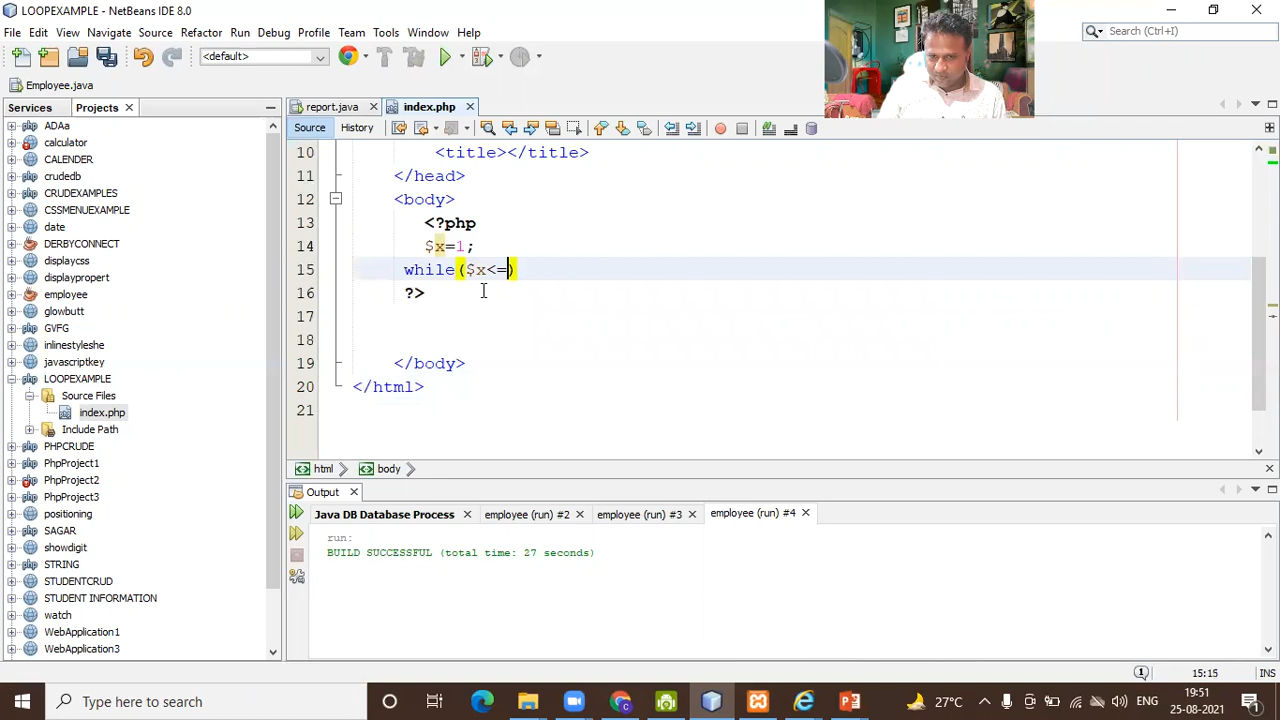 LOOPEXAMPLE - NetBeans IDE 8.0
File Edit View Navigate Source Refactor Run Debug Profile Team Tools Window Help
Search (Ctrl+I)
<default>
Employee.java
Services Projects
report.java index.php
Source History
ADAa
calculator
CALENDER
crudedb
CRUDEXAMPLES
CSSMENUEXAMPLE
date
DERBYCONNECT
displaycss
displaypropert
employee
glowbutt
GVFG
inlinestyleshe
javascriptkey
LOOPEXAMPLE
Source Files
index.php
Include Path
PHPCRUDE
PhpProject1
PhpProject2
PhpProject3
positioning
SAGAR
showdigit
STRING
STUDENTCRUD
STUDENT INFORMATION
watch
WebApplication1
WebApplication3
10 <title></title>
11 </head>
12 <body>
13 <?php
14 $x=1;
15 while($x<=)
16 ?>
17
18
19 </body>
20 </html>
21
html body
Output
Java DB Database Process employee (run) #2 employee (run) #3 employee (run) #4
run:
BUILD SUCCESSFUL (total time: 27 seconds)
1 15:15 INS
Type here to search
27°C ENG 19:51
25-08-2021 1